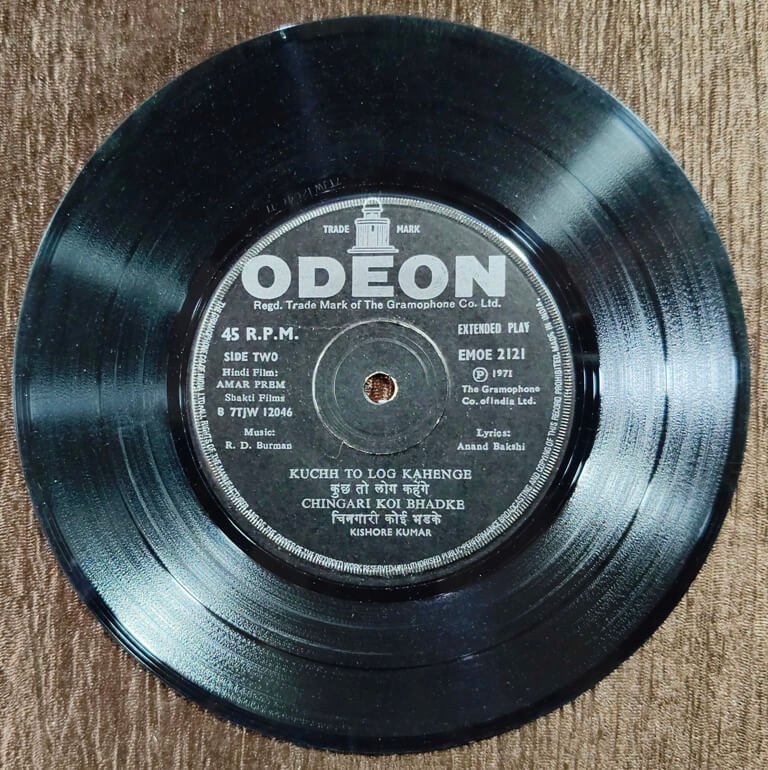 TRADE MARK
ODEON
Regd. Trade Mark of The Gramophone Co. Ltd.
45 R.P.M.
SIDE TWO
Hindi Film:
AMAR PREM
Shakti Films
B 7TJW 12046
Music:
R. D. Burman
EXTENDED PLAY
EMOE 2121
Ⓟ 1971
The Gramophone
Co. of India Ltd.
Lyrics:
Anand Bakshi
KUCHH TO LOG KAHENGE
कुछ तो लोग कहेंगे
CHINGARI KOI BHADKE
चिनगारी कोई भडके
KISHORE KUMAR